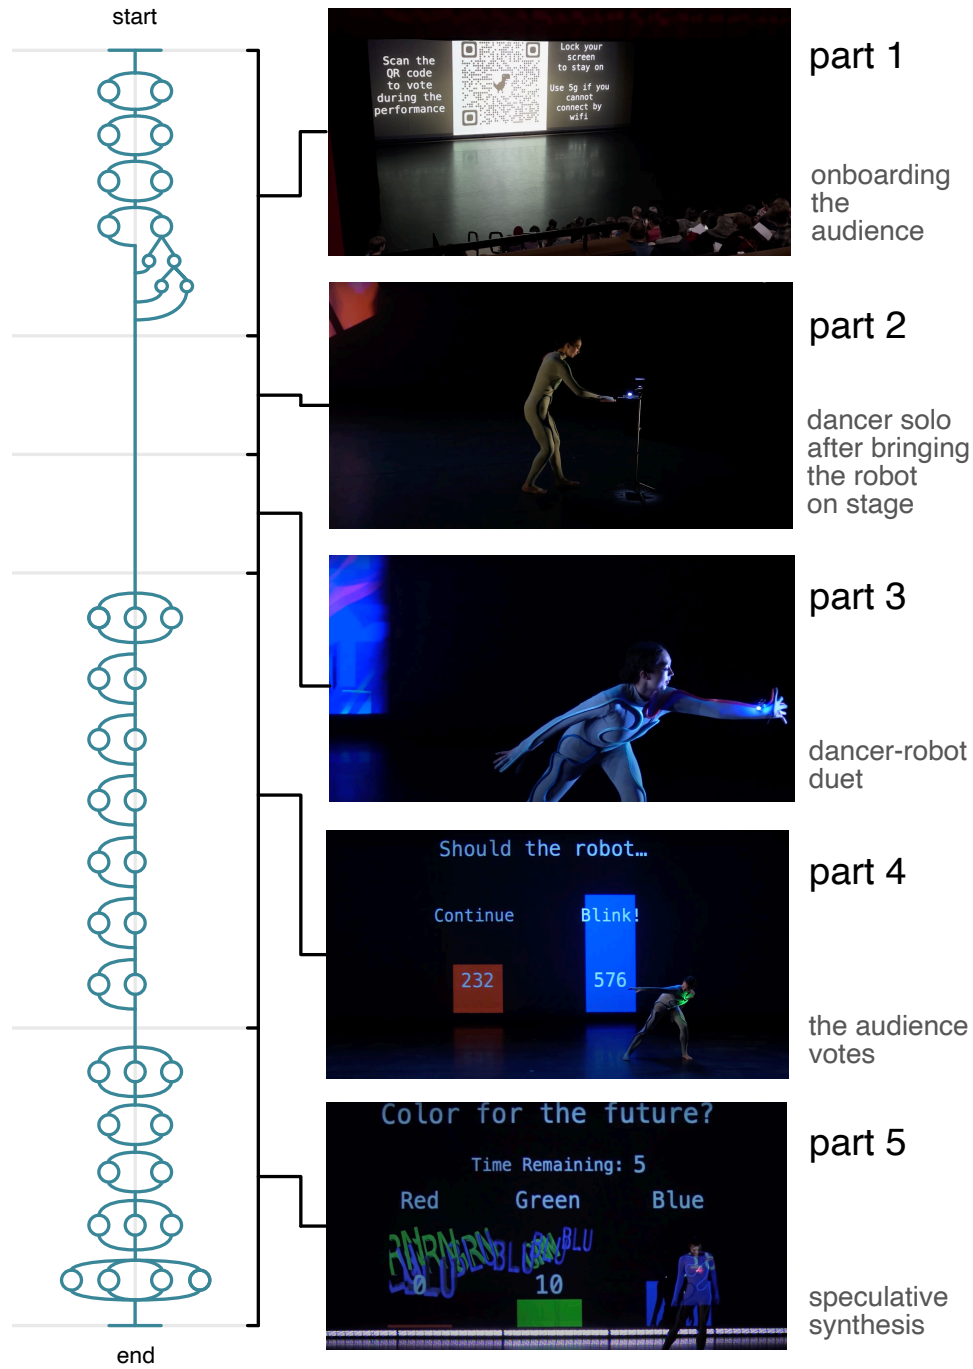 start
part 1
Scan the
QR code
to vote
during the
performance
Lock your
screen
to stay on
Use 5g if you
cannot
connect by
wifi
onboarding
the
audience
part 2
dancer solo
after bringing
the robot
on stage
part 3
dancer-robot
duet
part 4
Should the robot…
Continue
Blink!
232
576
the audience
votes
part 5
Color for the future?
Time Remaining: 5
Red
Green
Blue
BLU
BLU
0
10
speculative
synthesis
end